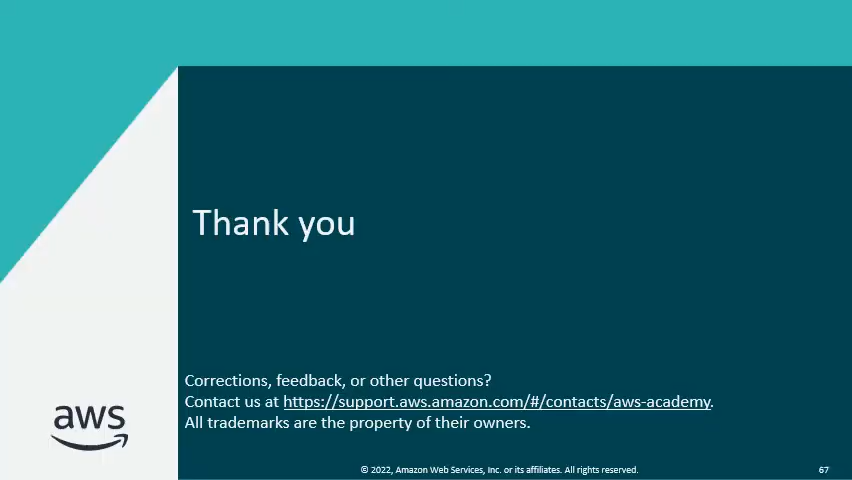 Thank you
Corrections, feedback, or other questions?
Contact us at https://support.aws.amazon.com/#/contacts/aws-academy.
All trademarks are the property of their owners.
aws
© 2022, Amazon Web Services, Inc. or its affiliates. All rights reserved.
67